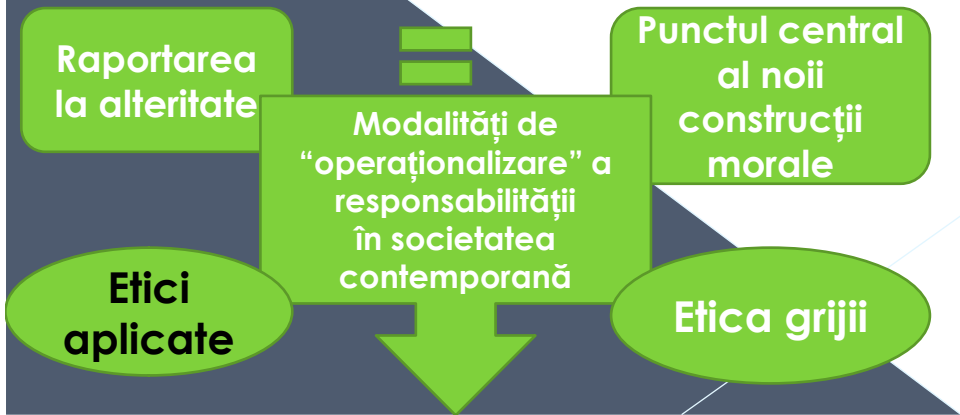 Raportarea
la alteritate
Punctul central
al noii
construcții
morale
Modalități de
“operaționalizare” a
responsabilității
în societatea
contemporană
Etici
aplicate
Etica grijii